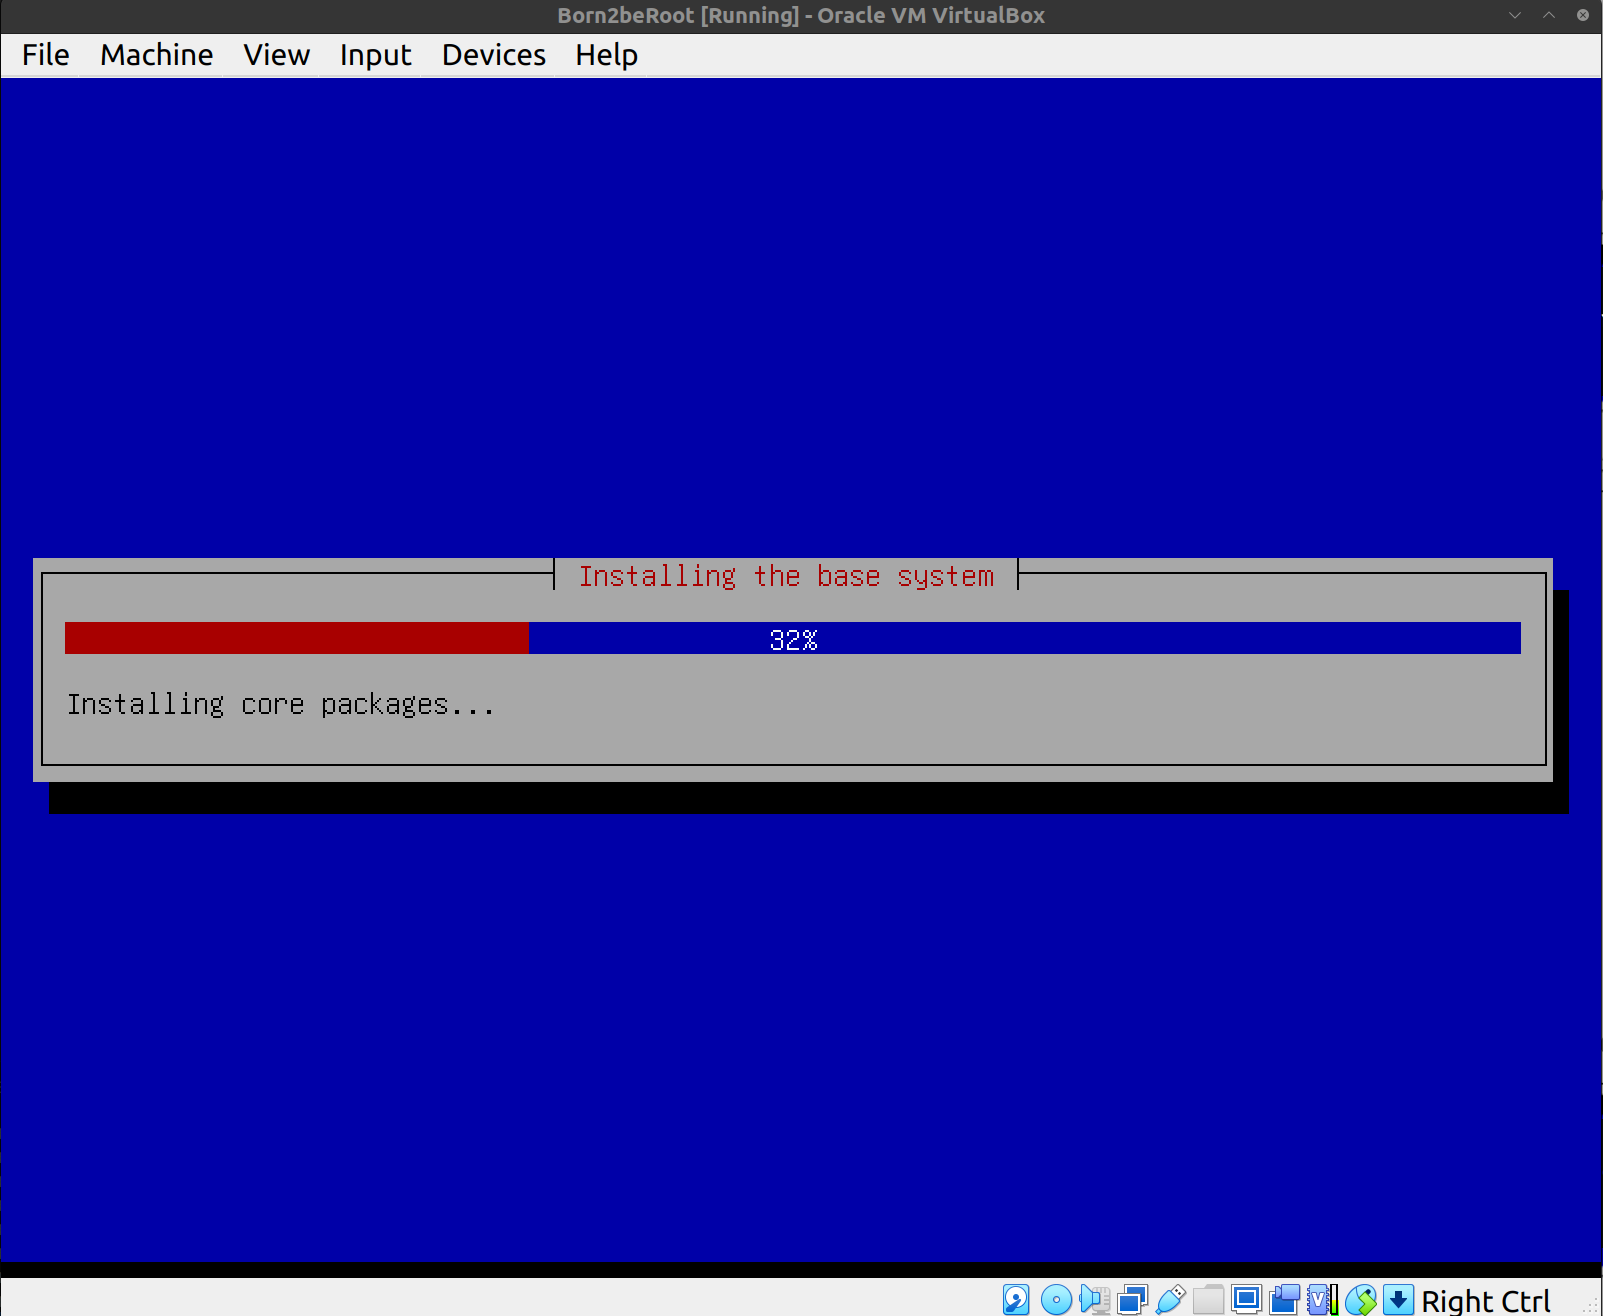 Born2beRoot [Running] - Oracle VM VirtualBox
File Machine View Input Devices Help
Installing the base system
32%
Installing core packages...
V
Right Ctrl